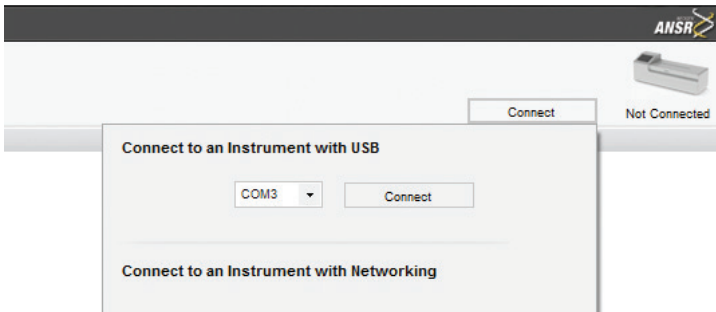 ANSR
Connect
Not Connected
Connect to an Instrument with USB
COM3
Connect
Connect to an Instrument with Networking